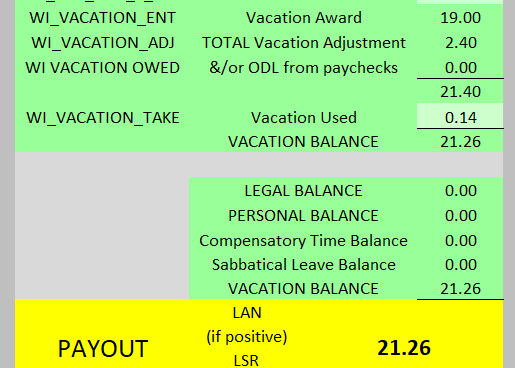 WI_VACATION_ENT Vacation Award 19.00
WI_VACATION_ADJ TOTAL Vacation Adjustment 2.40
WI VACATION OWED &/or ODL from paychecks 0.00
21.40
WI_VACATION_TAKE Vacation Used 0.14
VACATION BALANCE 21.26
LEGAL BALANCE 0.00
PERSONAL BALANCE 0.00
Compensatory Time Balance 0.00
Sabbatical Leave Balance 0.00
VACATION BALANCE 21.26
LAN
(if positive)
PAYOUT 21.26
LSR